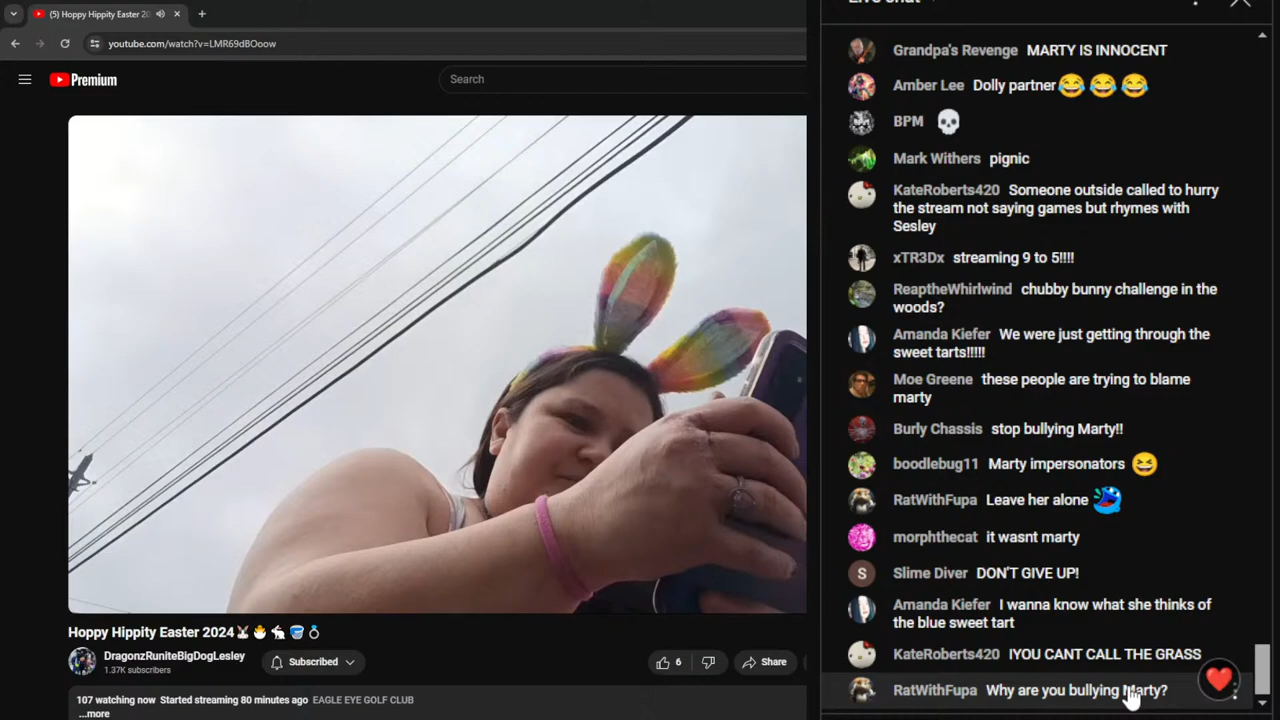 (5) Hoppy Hippity Easter 20
youtube.com/watch?v=LMR69dBOoow
Premium
Search
Hoppy Hippity Easter 2024🐰🐣🐇🪣💍
DragonzRuniteBigDogLesley
1.37K subscribers
Subscribed
6
Share
107 watching now Started streaming 80 minutes ago EAGLE EYE GOLF CLUB
...more
Live chat
Grandpa's Revenge MARTY IS INNOCENT
Amber Lee Dolly partner😂😂😂
BPM 💀
Mark Withers pignic
KateRoberts420 Someone outside called to hurry
the stream not saying games but rhymes with
Sesley
xTR3Dx streaming 9 to 5!!!!
ReaptheWhirlwind chubby bunny challenge in the
woods?
Amanda Kiefer We were just getting through the
sweet tarts!!!!!
Moe Greene these people are trying to blame
marty
Burly Chassis stop bullying Marty!!
boodlebug11 Marty impersonators 😆
RatWithFupa Leave her alone
morphthecat it wasnt marty
S
Slime Diver DON'T GIVE UP!
Amanda Kiefer I wanna know what she thinks of
the blue sweet tart
KateRoberts420 IYOU CANT CALL THE GRASS
RatWithFupa Why are you bullying Marty?